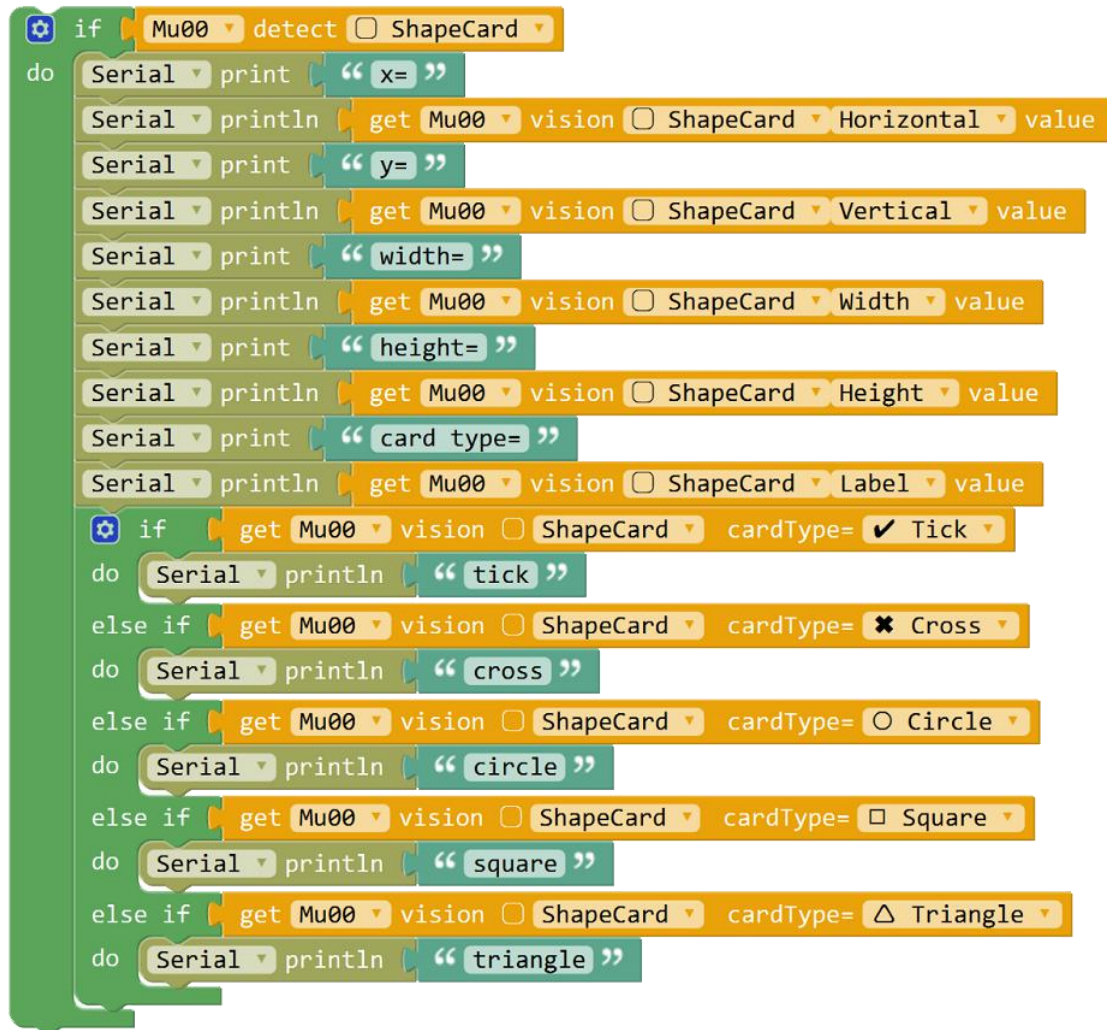 if Mu00 detect ShapeCard
do Serial print “ x= ”
Serial println get Mu00 vision ShapeCard Horizontal value
Serial print “ y= ”
Serial println get Mu00 vision ShapeCard Vertical value
Serial print “ width= ”
Serial println get Mu00 vision ShapeCard Width value
Serial print “ height= ”
Serial println get Mu00 vision ShapeCard Height value
Serial print “ card type= ”
Serial println get Mu00 vision ShapeCard Label value
if get Mu00 vision ShapeCard cardType= ✔ Tick
do Serial println “ tick ”
else if get Mu00 vision ShapeCard cardType= ✖ Cross
do Serial println “ cross ”
else if get Mu00 vision ShapeCard cardType= ○ Circle
do Serial println “ circle ”
else if get Mu00 vision ShapeCard cardType= □ Square
do Serial println “ square ”
else if get Mu00 vision ShapeCard cardType= △ Triangle
do Serial println “ triangle ”